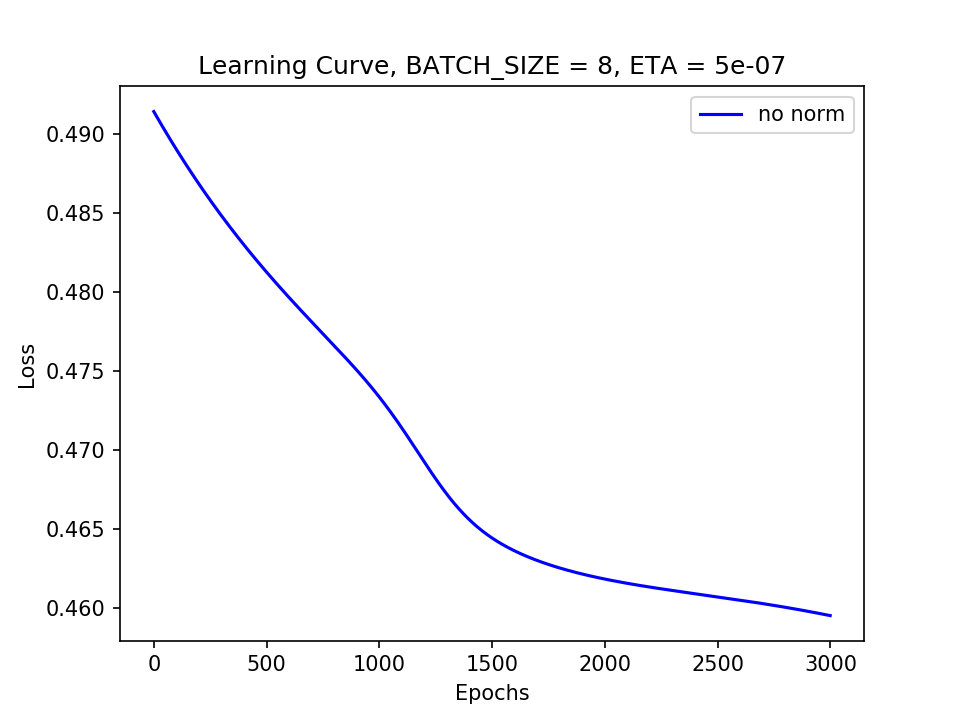 Learning Curve, BATCH_SIZE = 8, ETA = 5e-07
no norm
0.490
0.485
0.480
0.475
0.470
0.465
0.460
Loss
0 500 1000 1500 2000 2500 3000
Epochs